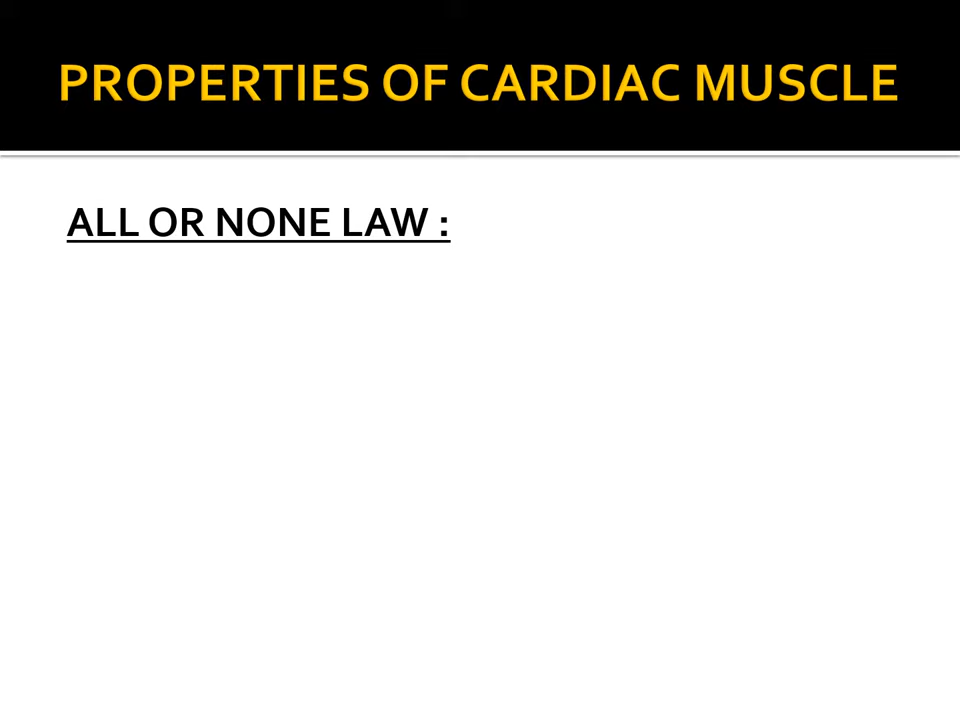 PROPERTIES OF CARDIAC MUSCLE
ALL OR NONE LAW :